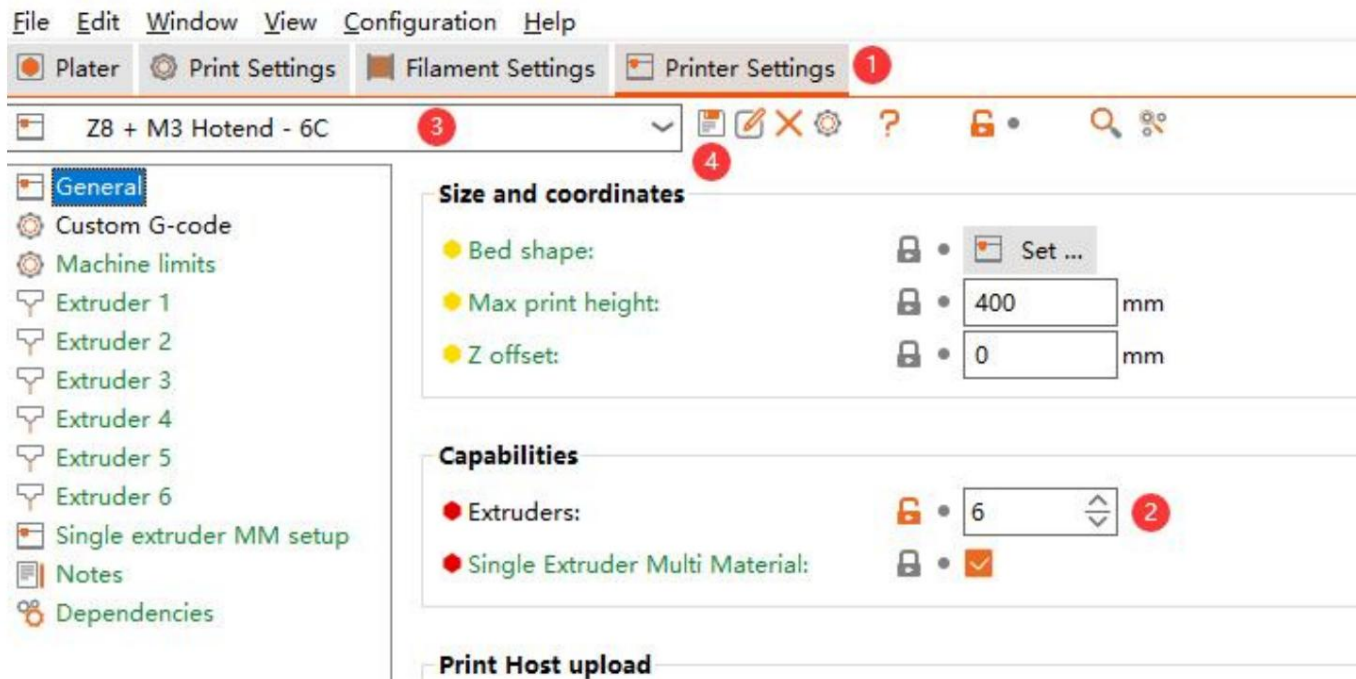 File Edit Window View Configuration Help
Plater Print Settings Filament Settings Printer Settings 1
Z8 + M3 Hotend - 6C 3 ? 4
General
Custom G-code
Machine limits
Extruder 1
Extruder 2
Extruder 3
Extruder 4
Extruder 5
Extruder 6
Single extruder MM setup
Notes
Dependencies
Size and coordinates
Bed shape: Set ...
Max print height: 400 mm
Z offset: 0 mm
Capabilities
Extruders: 6 2
Single Extruder Multi Material:
Print Host upload